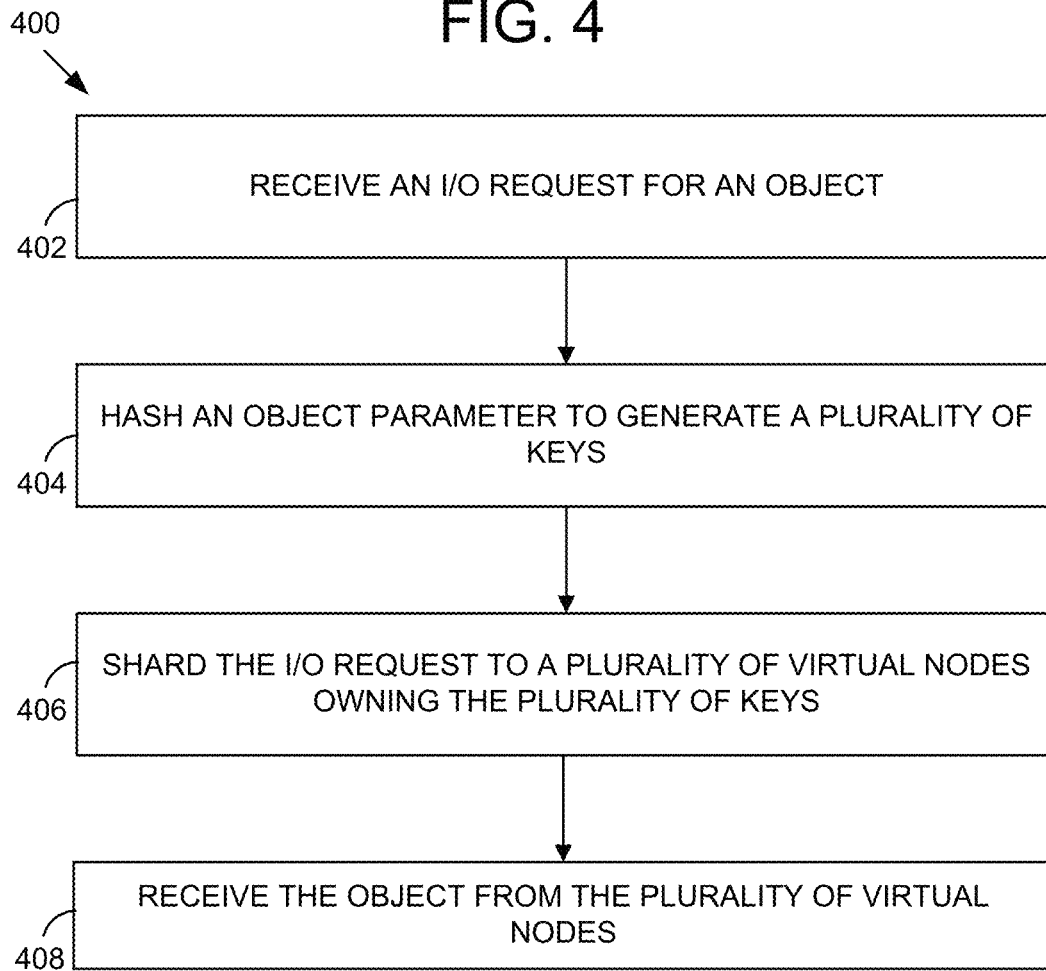 FIG. 4
400
RECEIVE AN I/O REQUEST FOR AN OBJECT
402
HASH AN OBJECT PARAMETER TO GENERATE A PLURALITY OF
KEYS
404
SHARD THE I/O REQUEST TO A PLURALITY OF VIRTUAL NODES
OWNING THE PLURALITY OF KEYS
406
RECEIVE THE OBJECT FROM THE PLURALITY OF VIRTUAL
NODES
408